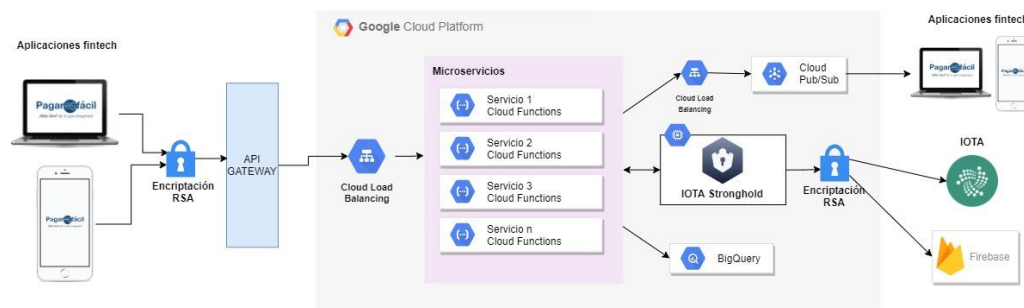 Google Cloud Platform
Aplicaciones fintech
Aplicaciones fintech
Microservicios
Servicio 1
Cloud Functions
Servicio 2
Cloud Functions
Servicio 3
Cloud Functions
Servicio n
Cloud Functions
Encriptación
RSA
API
GATEWAY
Cloud Load
Balancing
Cloud Load
Balancing
Cloud
Pub/Sub
IOTA Stronghold
Encriptación
RSA
IOTA
Firebase
BigQuery